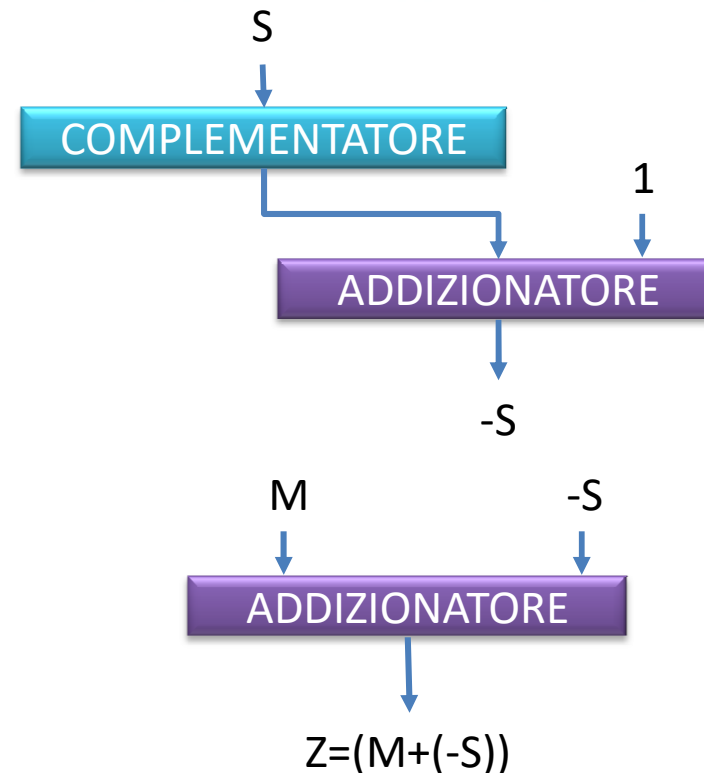 S
COMPLEMENTATORE
1
ADDIZIONATORE
-S
M -S
ADDIZIONATORE
Z=(M+(-S))